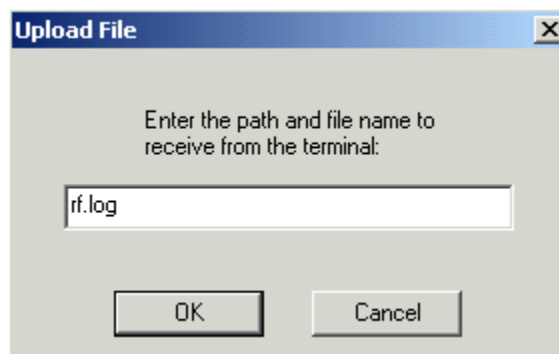 Upload File
Enter the path and file name to
receive from the terminal:
rf.log
OK Cancel